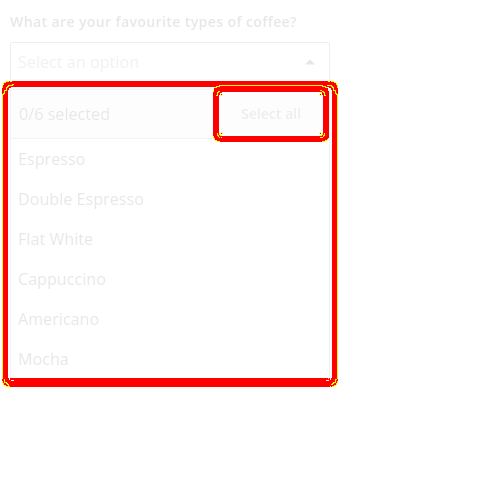 What are your favourite types of coffee?
Select an option
0/6 selected
Select all
Espresso
Double Espresso
Flat White
Cappuccino
Americano
Mocha